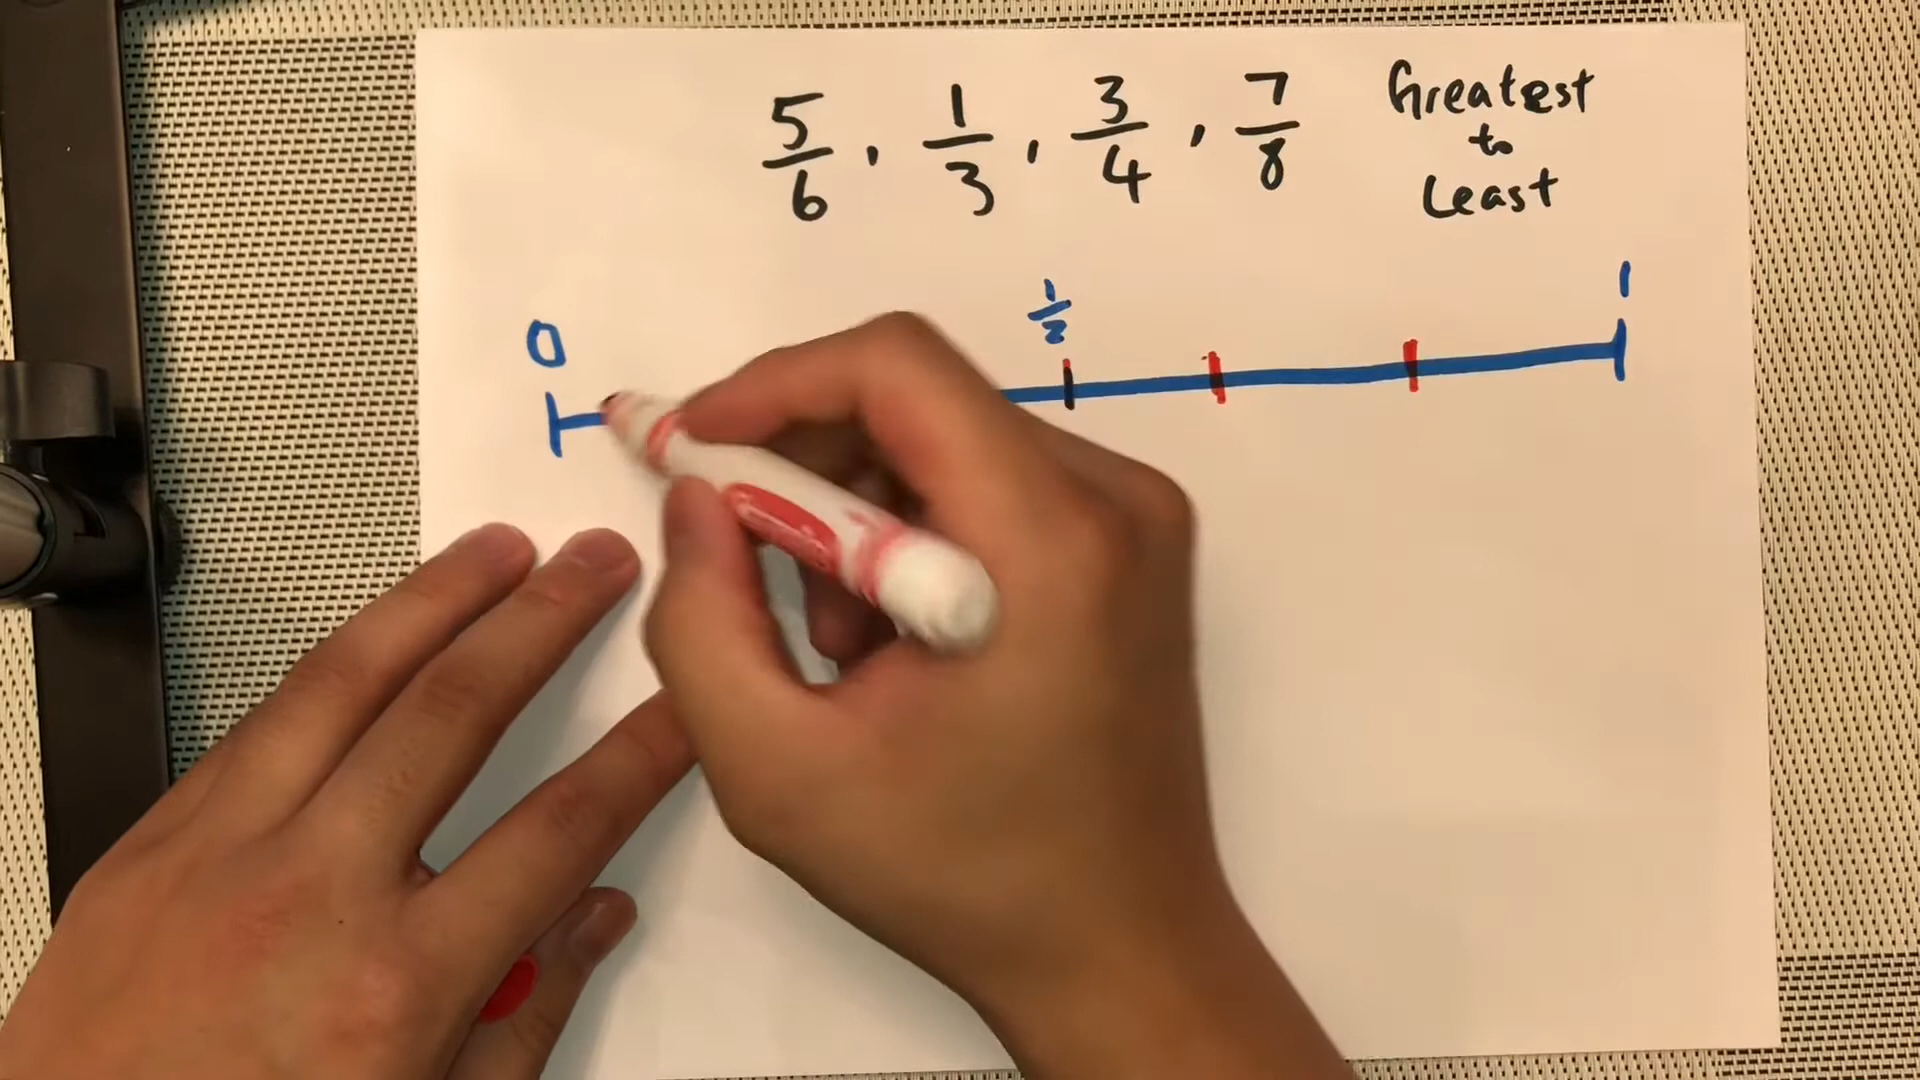 5/6 , 1/3 , 3/4 , 7/8
Greatest
to
Least
0 1/2 1